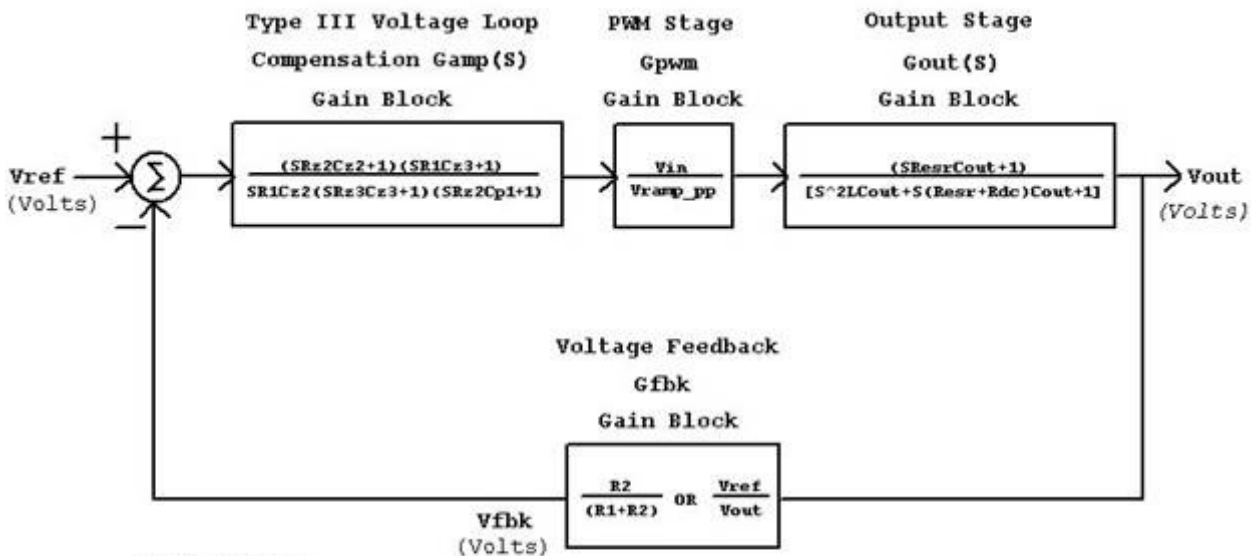 Type III Voltage Loop
Compensation Gamp(S)
Gain Block
PWM Stage
Gpwm
Gain Block
Output Stage
Gout(S)
Gain Block
+
Vref
(Volts)
Σ
−
(SRz2Cz2+1)(SR1Cz3+1)
SR1Cz2(SRz3Cz3+1)(SRz2Cp1+1)
Vin
Vramp_pp
(SResrCout+1)
[S^2LCout+S(Resr+Rdc)Cout+1]
Vout
(Volts)
Voltage Feedback
Gfbk
Gain Block
R2
(R1+R2)
OR
Vref
Vout
Vfbk
(Volts)